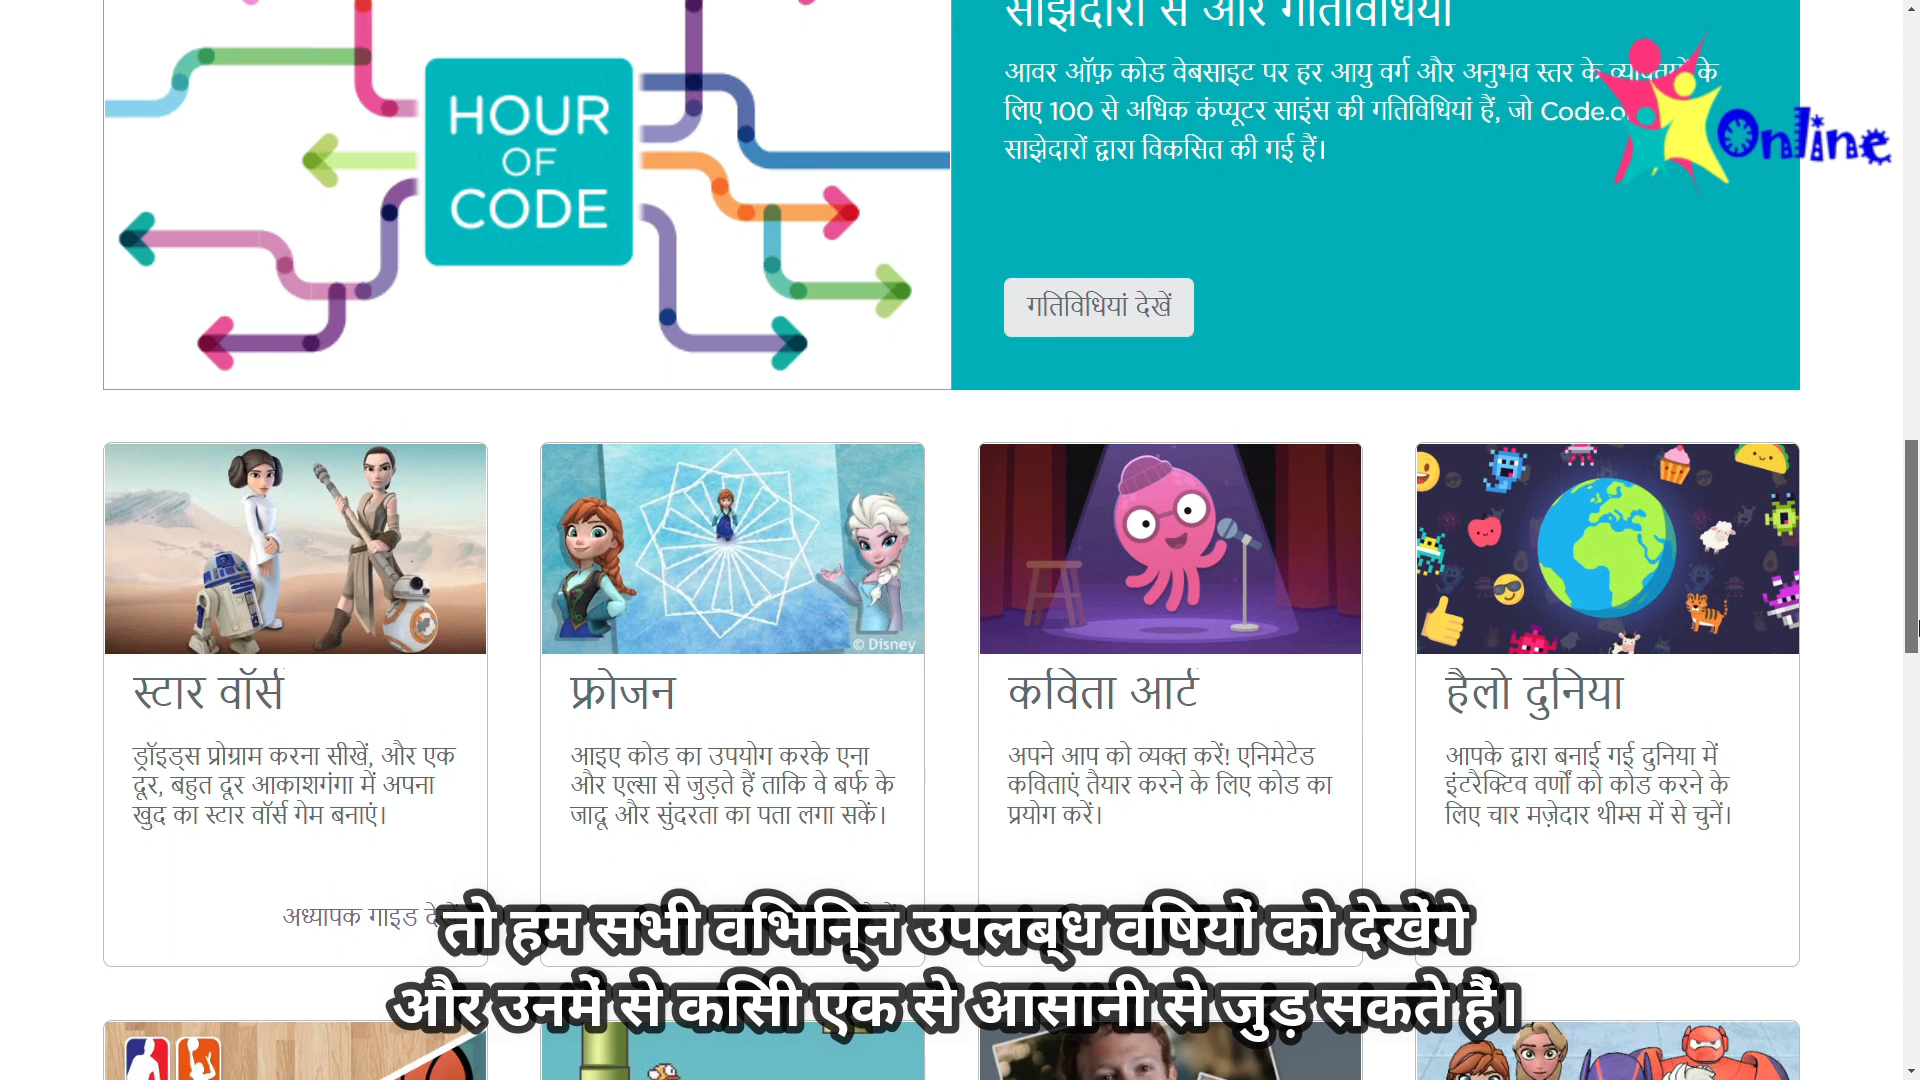 साझेदारों से और गतिविधियां
आवर ऑफ़ कोड वेबसाइट पर हर आयु वर्ग और अनुभव स्तर के व्यक्तियों के
लिए 100 से अधिक कंप्यूटर साइंस की गतिविधियां हैं, जो Code.o
साझेदारों द्वारा विकसित की गई हैं।
Online
HOUR
OF
CODE
गतिविधियां देखें
© Disney
स्टार वॉर्स
ड्रॉइड्स प्रोग्राम करना सीखें, और एक
दूर, बहुत दूर आकाशगंगा में अपना
खुद का स्टार वॉर्स गेम बनाएं।
अध्यापक गाइड
फ्रोजन
आइए कोड का उपयोग करके एना
और एल्सा से जुड़ते हैं ताकि वे बर्फ के
जादू और सुंदरता का पता लगा सकें।
कविता आर्ट
अपने आप को व्यक्त करें! एनिमेटेड
कविताएं तैयार करने के लिए कोड का
प्रयोग करें।
हैलो दुनिया
आपके द्वारा बनाई गई दुनिया में
इंटरैक्टिव वर्णों को कोड करने के
लिए चार मज़ेदार थीम्स में से चुनें।
तो हम सभी विभिन्न उपलब्ध विषयों को देखेंगे
और उनमें से किसी एक से आसानी से जुड़ सकते हैं।